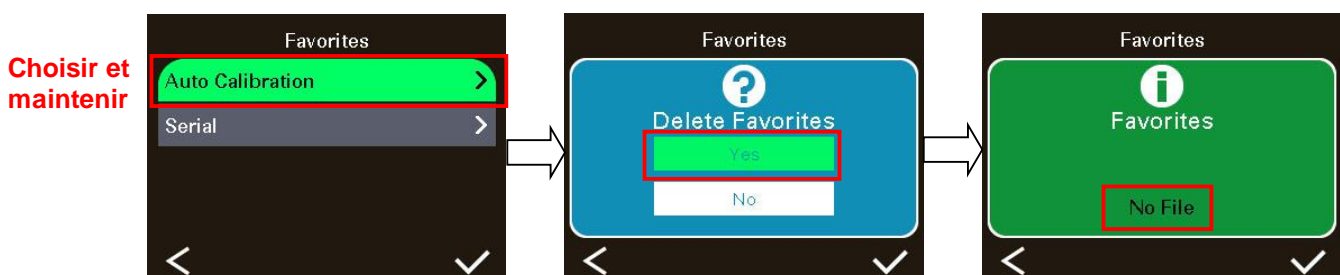 Choisir et
maintenir
Favorites
Auto Calibration
Serial
Favorites
Delete Favorites
Yes
No
Favorites
Favorites
No File